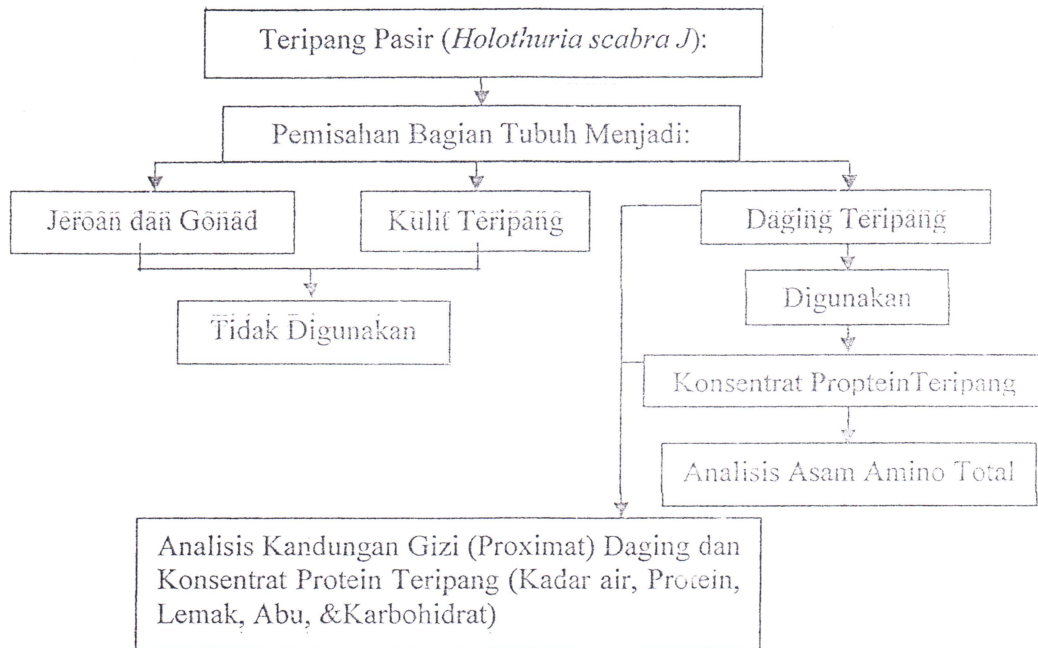 Teripang Pasir (Holothuria scabra J):
Pemisahan Bagian Tubuh Menjadi:
Jeroan dan Gonad
Kulit Teripang
Daging Teripang
Digunakan
Tidak Digunakan
Konsentrat PropteinTeripang
Analisis Asam Amino Total
Analisis Kandungan Gizi (Proximat) Daging dan
Konsentrat Protein Teripang (Kadar air, Protein,
Lemak, Abu, &Karbohidrat)